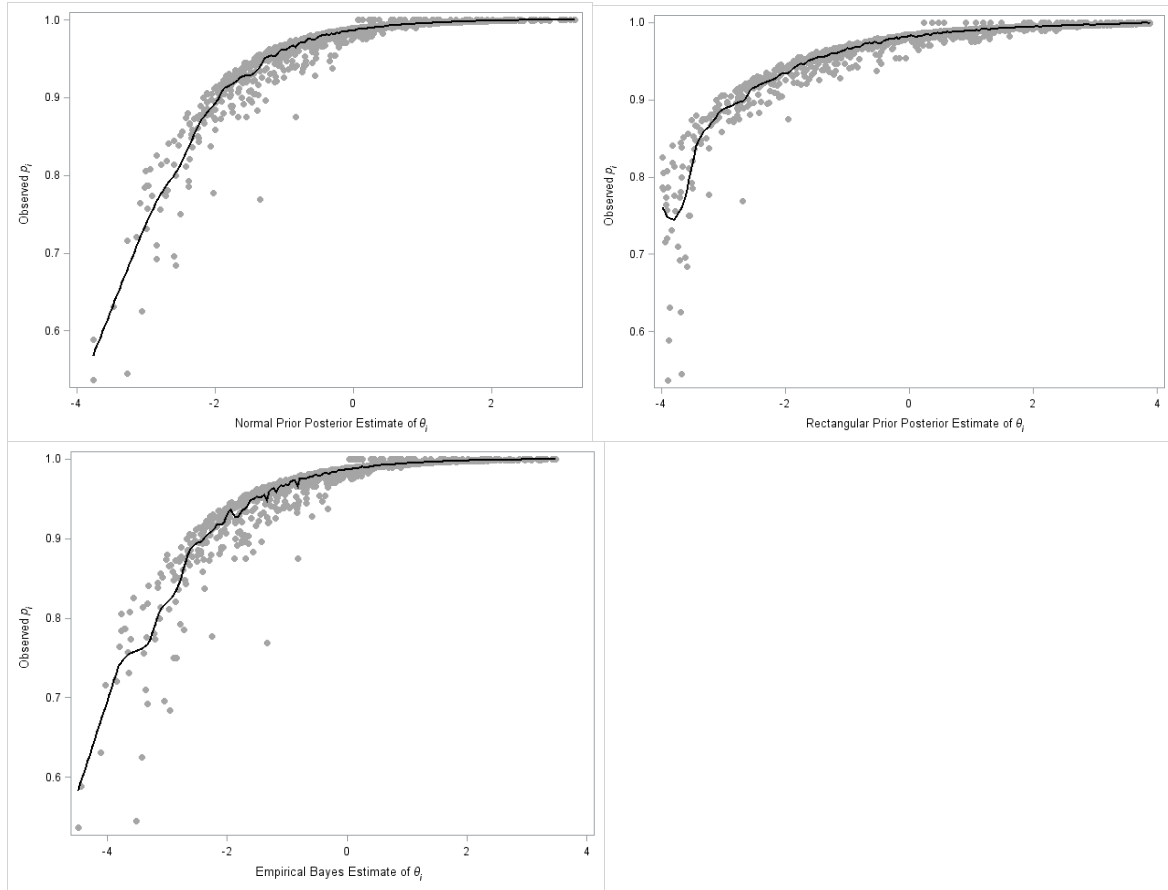 1.0
0.9
0.8
0.7
0.6
Observed pᵢ
-4 -2 0 2
Normal Prior Posterior Estimate of θᵢ
1.0
0.9
0.8
0.7
0.6
Observed pᵢ
-4 -2 0 2 4
Rectangular Prior Posterior Estimate of θᵢ
1.0
0.9
0.8
0.7
0.6
Observed pᵢ
-4 -2 0 2 4
Empirical Bayes Estimate of θᵢ